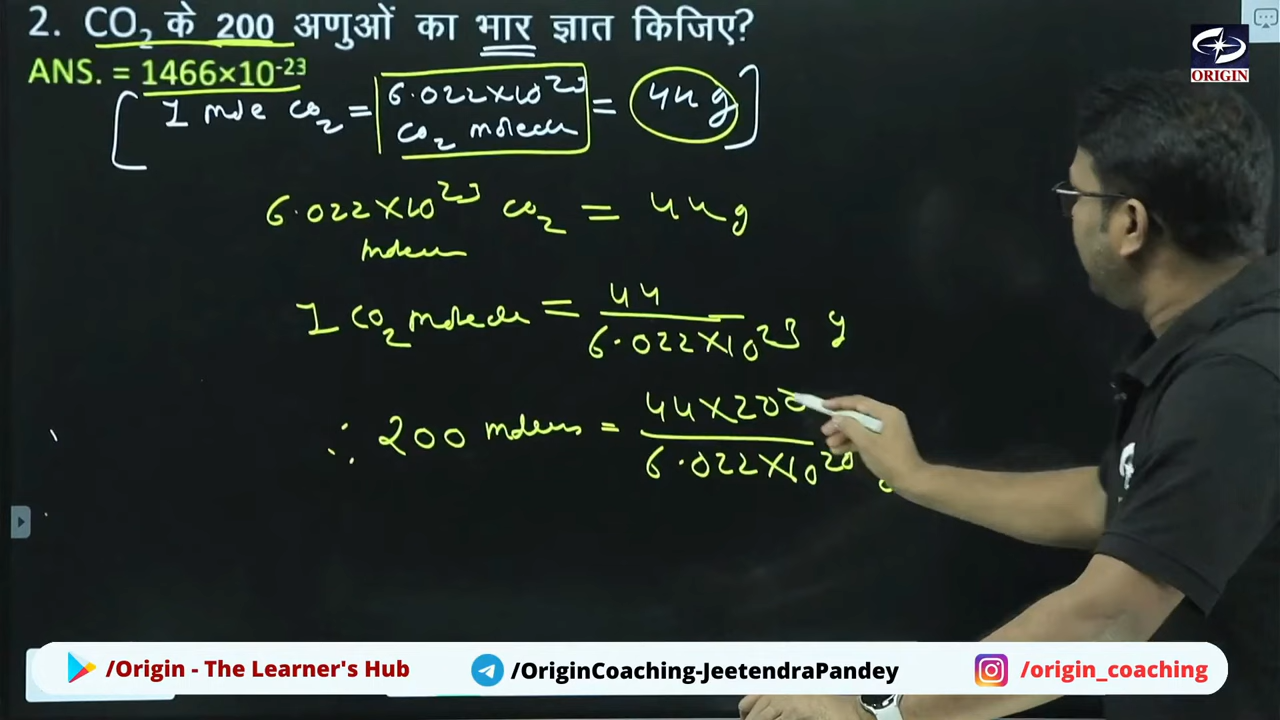 2. CO₂ के 200 अणुओं का भार ज्ञात किजिए?
ORIGIN
ANS. = 1466×10⁻²³
[ 1 mole CO₂ = 6.022×10²³ CO₂ molecule = 44 g ]
6.022×10²³ CO₂ = 44 g
1 CO₂ molecule = 44 / 6.022×10²³ g
∴ 200 = 44×200 / 6.022×10²³
/Origin - The Learner's Hub
/OriginCoaching-JeetendraPandey
/origin_coaching